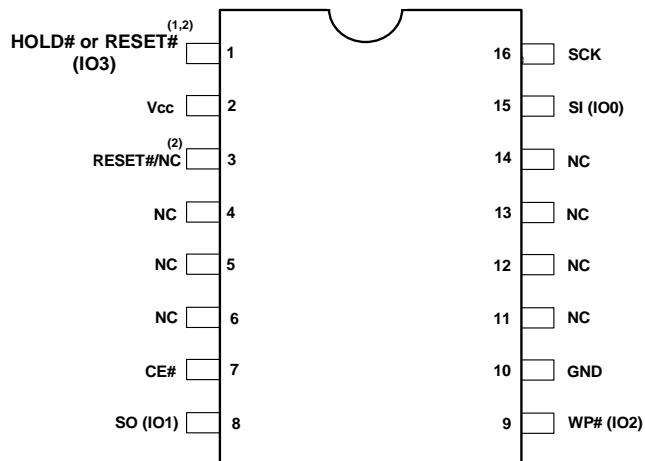 (1,2)
HOLD# or RESET# 1 16 SCK
(IO3)
Vcc 2 15 SI (IO0)
(2)
RESET#/NC 3 14 NC
NC 4 13 NC
NC 5 12 NC
NC 6 11 NC
CE# 7 10 GND
SO (IO1) 8 9 WP# (IO2)